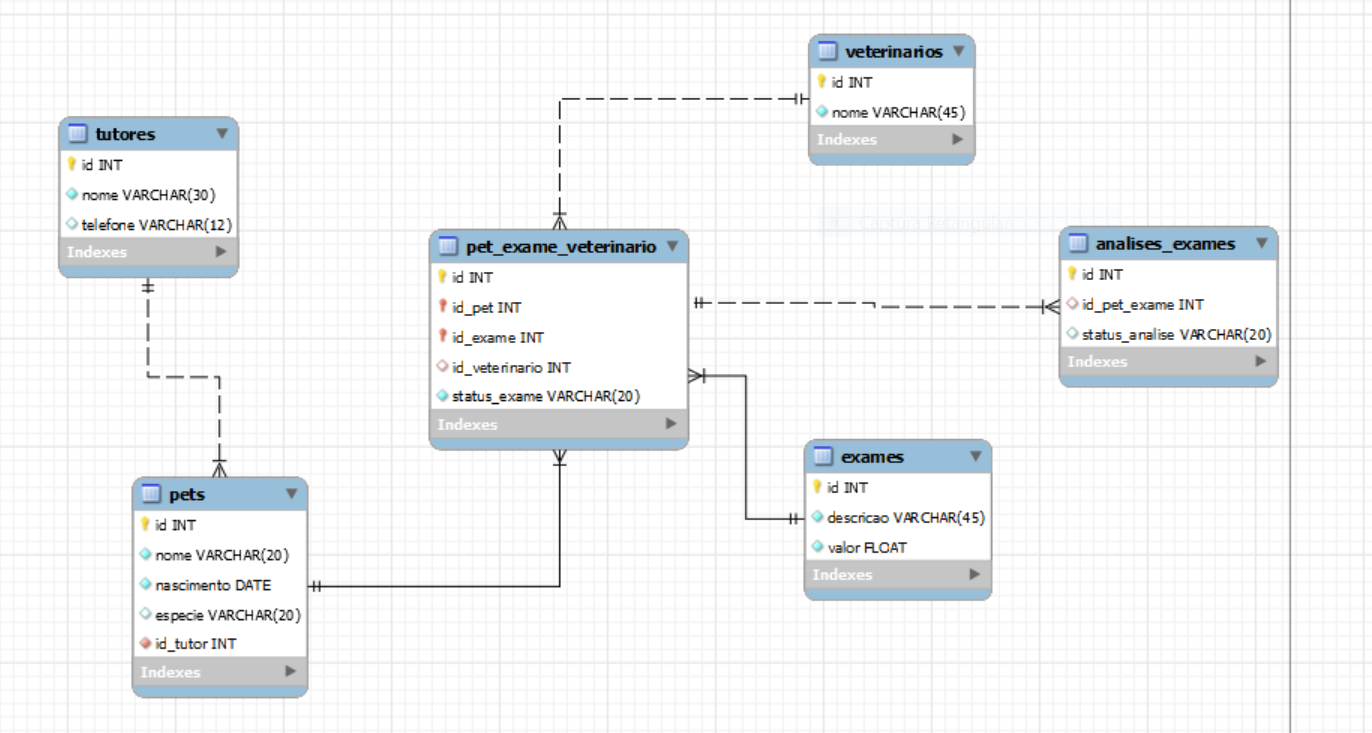 veterinarios
id INT
nome VARCHAR(45)
Indexes
tutores
id INT
nome VARCHAR(30)
telefone VARCHAR(12)
Indexes
pet_exame_veterinario
id INT
id_pet INT
id_exame INT
id_veterinario INT
status_exame VARCHAR(20)
Indexes
analises_exames
id INT
id_pet_exame INT
status_analise VARCHAR(20)
Indexes
exames
id INT
descricao VARCHAR(45)
valor FLOAT
Indexes
pets
id INT
nome VARCHAR(20)
nascimento DATE
especie VARCHAR(20)
id_tutor INT
Indexes